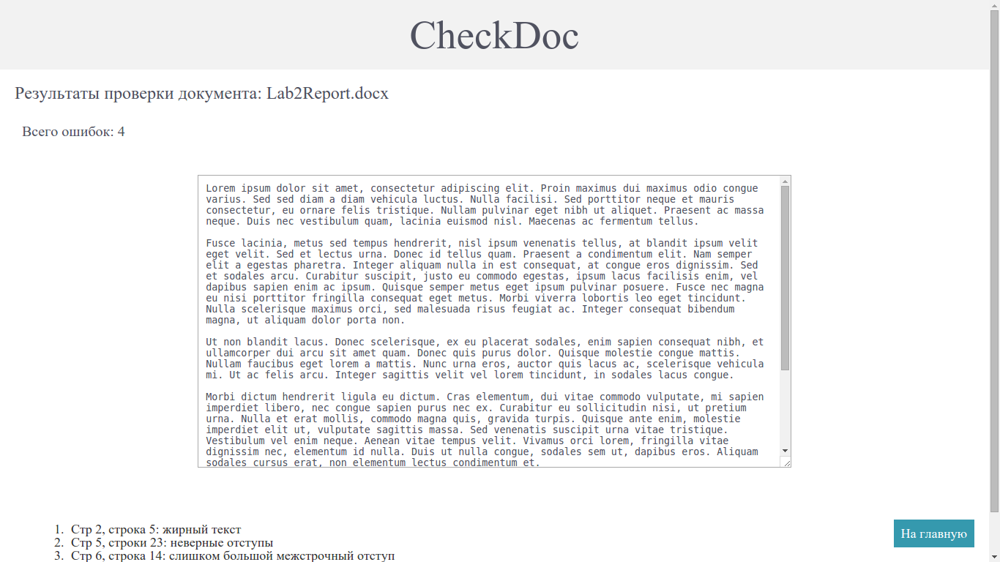 CheckDoc
Результаты проверки документа: Lab2Report.docx
Всего ошибок: 4
Lorem ipsum dolor sit amet, consectetur adipiscing elit. Proin maximus dui maximus odio congue
varius. Sed sed diam a diam vehicula luctus. Nulla facilisi. Sed porttitor neque et mauris
consectetur, eu ornare felis tristique. Nullam pulvinar eget nibh ut aliquet. Praesent ac massa
neque. Duis nec vestibulum quam, lacinia euismod nisl. Maecenas ac fermentum tellus.
Fusce lacinia, metus sed tempus hendrerit, nisl ipsum venenatis tellus, at blandit ipsum velit
eget velit. Sed et lectus urna. Donec id tellus quam. Praesent a condimentum elit. Nam semper
elit a egestas pharetra. Integer aliquam nulla in est consequat, at congue eros dignissim. Sed
et sodales arcu. Curabitur suscipit, justo eu commodo egestas, ipsum lacus facilisis enim, vel
dapibus sapien enim ac ipsum. Quisque semper metus eget ipsum pulvinar posuere. Fusce nec magna
eu nisi porttitor fringilla consequat eget metus. Morbi viverra lobortis leo eget tincidunt.
Nulla scelerisque maximus orci, sed malesuada risus feugiat ac. Integer consequat bibendum
magna, ut aliquam dolor porta non.
Ut non blandit lacus. Donec scelerisque, ex eu placerat sodales, enim sapien consequat nibh, et
ullamcorper dui arcu sit amet quam. Donec quis purus dolor. Quisque molestie congue mattis.
Nullam faucibus eget lorem a mattis. Nunc urna eros, auctor quis lacus ac, scelerisque vehicula
mi. Ut ac felis arcu. Integer sagittis velit vel lorem tincidunt, in sodales lacus congue.
Morbi dictum hendrerit ligula eu dictum. Cras elementum, dui vitae commodo vulputate, mi sapien
imperdiet libero, nec congue sapien purus nec ex. Curabitur eu sollicitudin nisi, ut pretium
urna. Nulla et erat mollis, commodo magna quis, gravida turpis. Quisque ante enim, molestie
imperdiet elit ut, vulputate sagittis massa. Sed venenatis suscipit urna vitae tristique.
Vestibulum vel enim neque. Aenean vitae tempus velit. Vivamus orci lorem, fringilla vitae
dignissim nec, elementum id nulla. Duis ut nulla congue, sodales sem ut, dapibus eros. Aliquam
sodales cursus erat, non elementum lectus condimentum et.
1. Стр 2, строка 5: жирный текст
2. Стр 5, строки 23: неверные отступы
3. Стр 6, строка 14: слишком большой межстрочный отступ
На главную